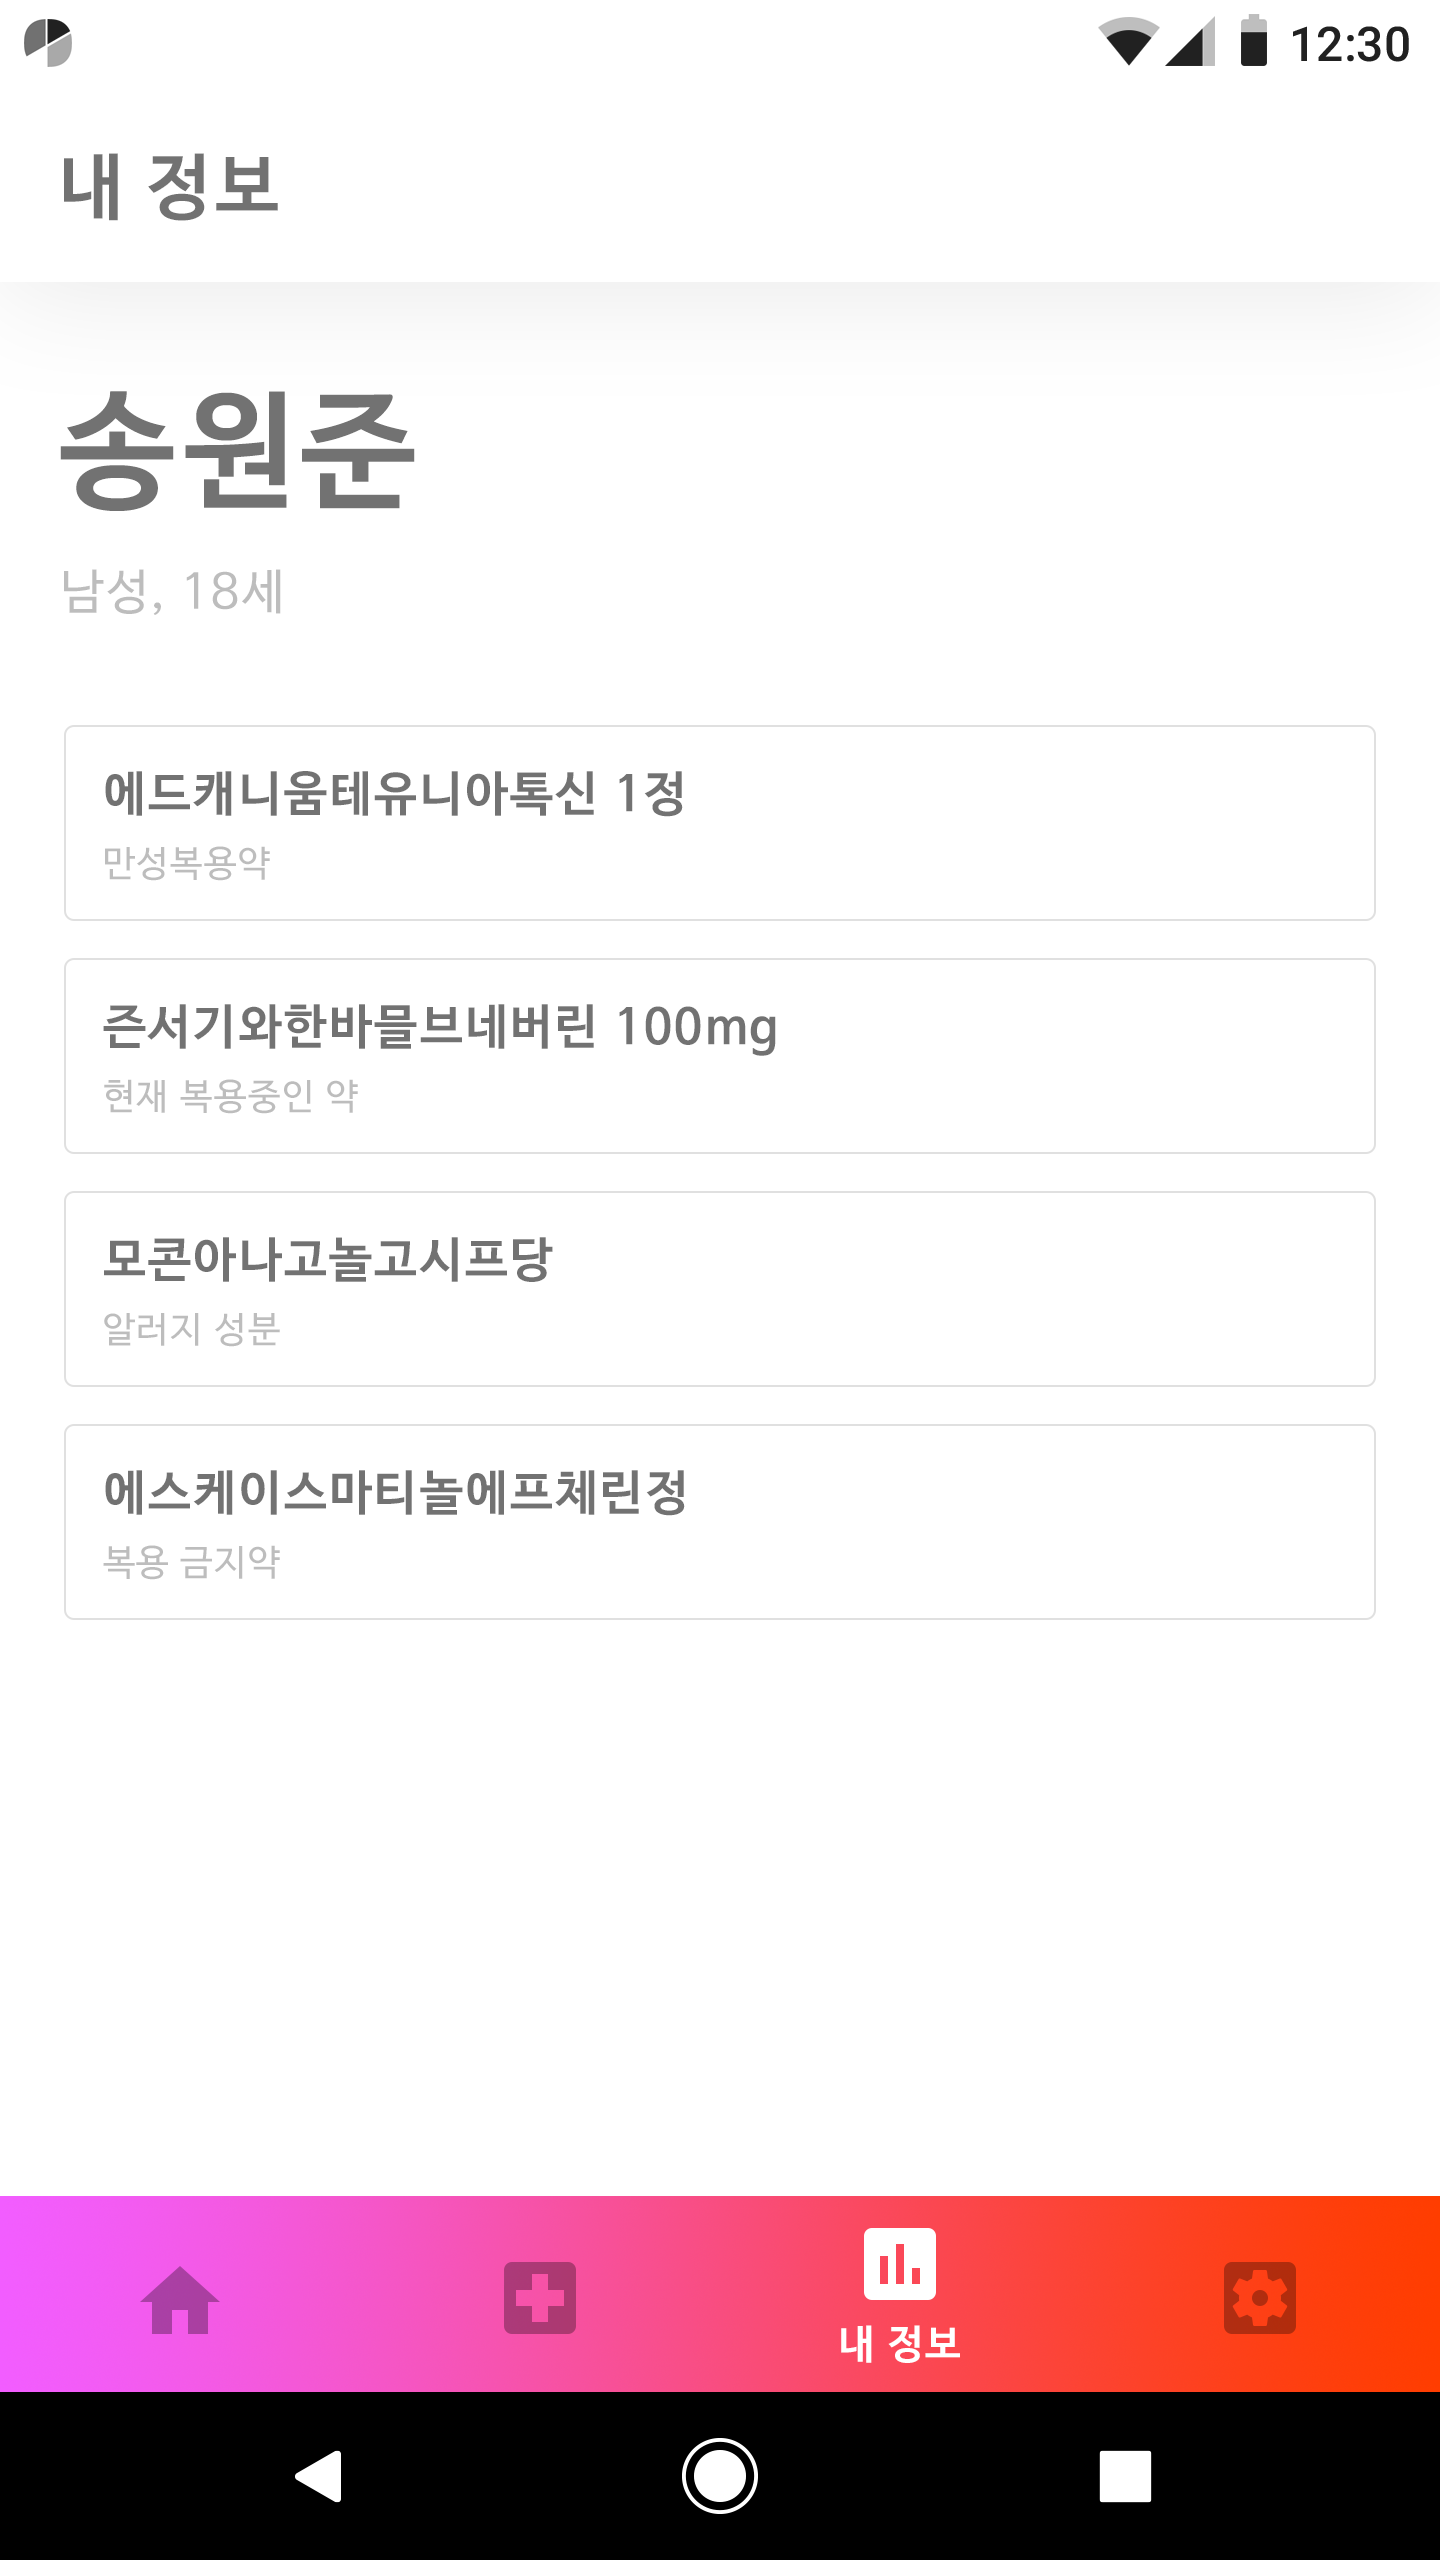 12:30
내 정보
송원준
남성, 18세
에드캐니움테유니아톡신 1정
만성복용약
즌서기와한바믈브네버린 100mg
현재 복용중인 약
모콘아나고놀고시프당
알러지 성분
에스케이스마티놀에프체린정
복용 금지약
내 정보